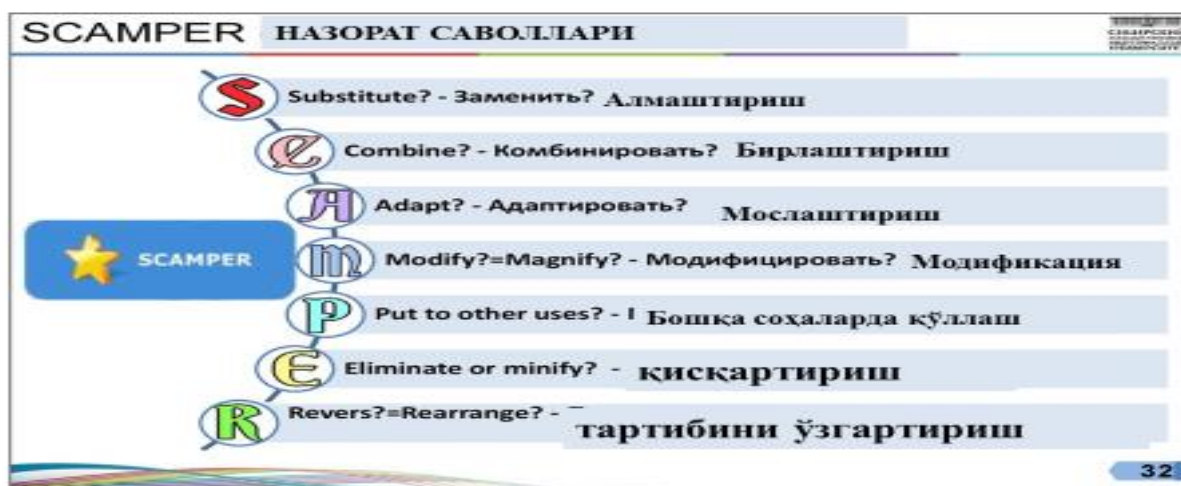 SCAMPER НАЗОРАТ САВОЛЛАРИ
S Substitute? - Заменить? Алмаштириш
C Combine? - Комбинировать? Бирлаштириш
A Adapt? - Адаптировать? Мослаштириш
SCAMPER
m Modify?=Magnify? - Модифицировать? Модификация
P Put to other uses? - Бошқа соҳаларда қўллаш
E Eliminate or minify? - қисқартириш
R Revers?=Rearrange? -
тартибини ўзгартириш
32